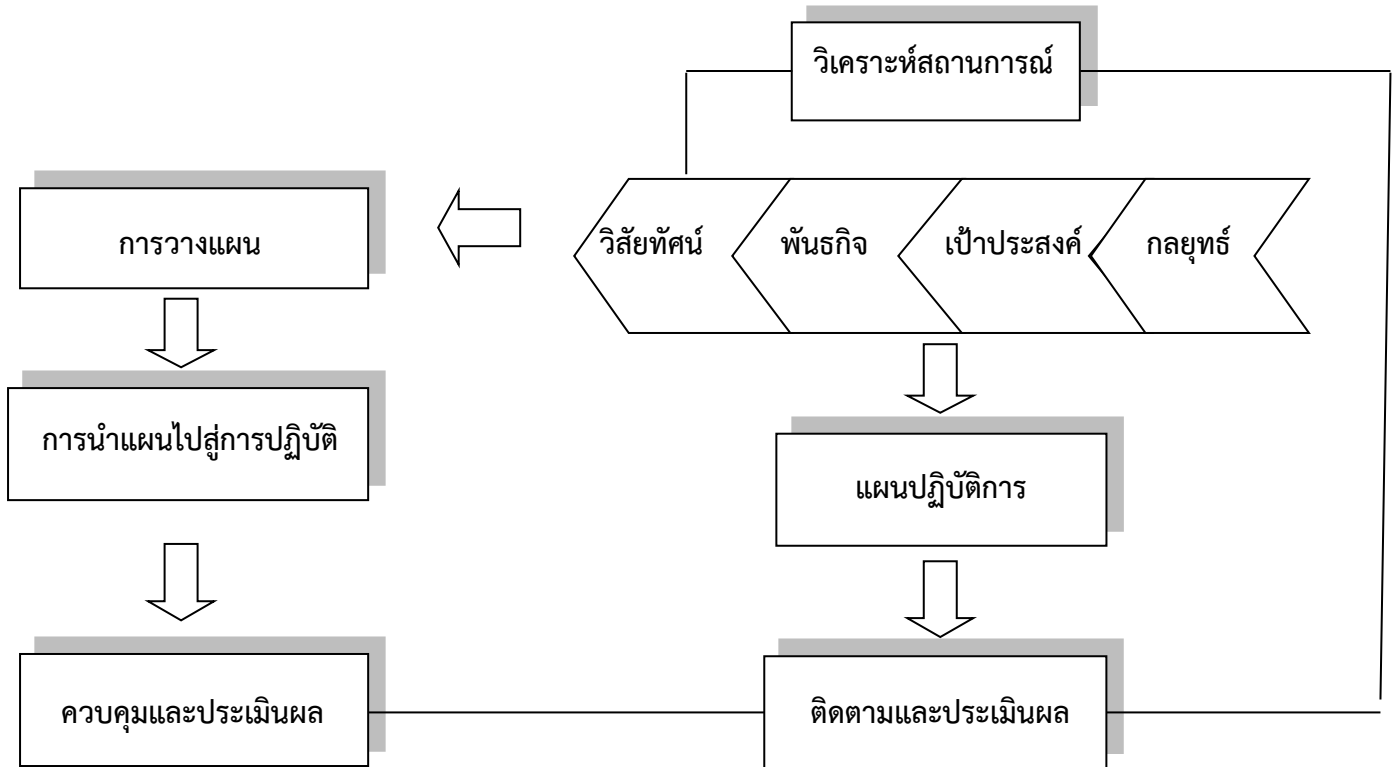 วิเคราะห์สถานการณ์
การวางแผน
วิสัยทัศน์
พันธกิจ
เป้าประสงค์
กลยุทธ์
การนำแผนไปสู่การปฏิบัติ
แผนปฏิบัติการ
ควบคุมและประเมินผล
ติดตามและประเมินผล